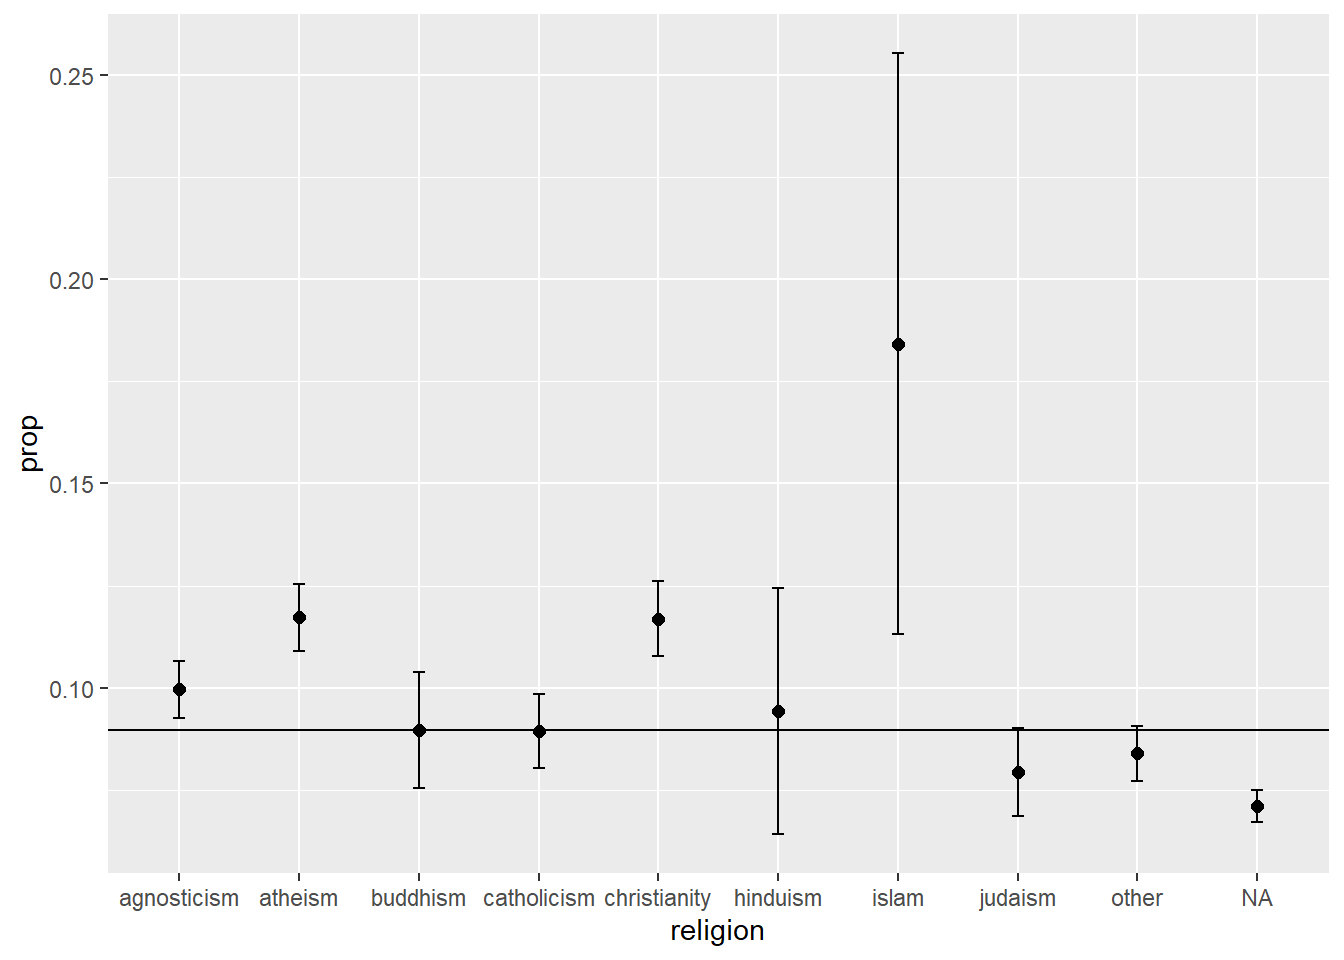 0.25
0.20
0.15
0.10
prop
agnosticism atheism buddhism catholicism christianity hinduism islam judaism other NA
religion